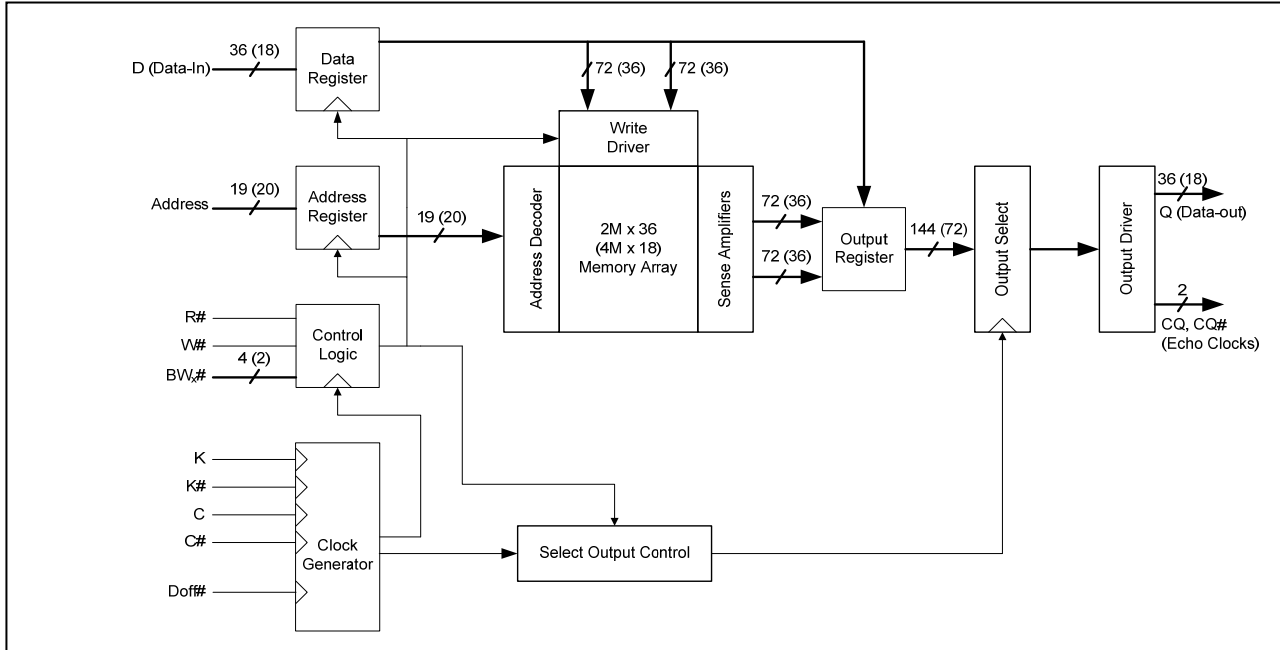 D (Data-In)
36 (18)
Data
Register
72 (36)
72 (36)
Write
Driver
Address
19 (20)
Address
Register
19 (20)
Address Decoder
2M x 36
(4M x 18)
Memory Array
Sense Amplifiers
72 (36)
72 (36)
Output
Register
144 (72)
Output Select
Output Driver
36 (18)
Q (Data-out)
2
CQ, CQ#
(Echo Clocks)
R#
W#
4 (2)
BWx#
Control
Logic
K
K#
C
C#
Doff#
Clock
Generator
Select Output Control